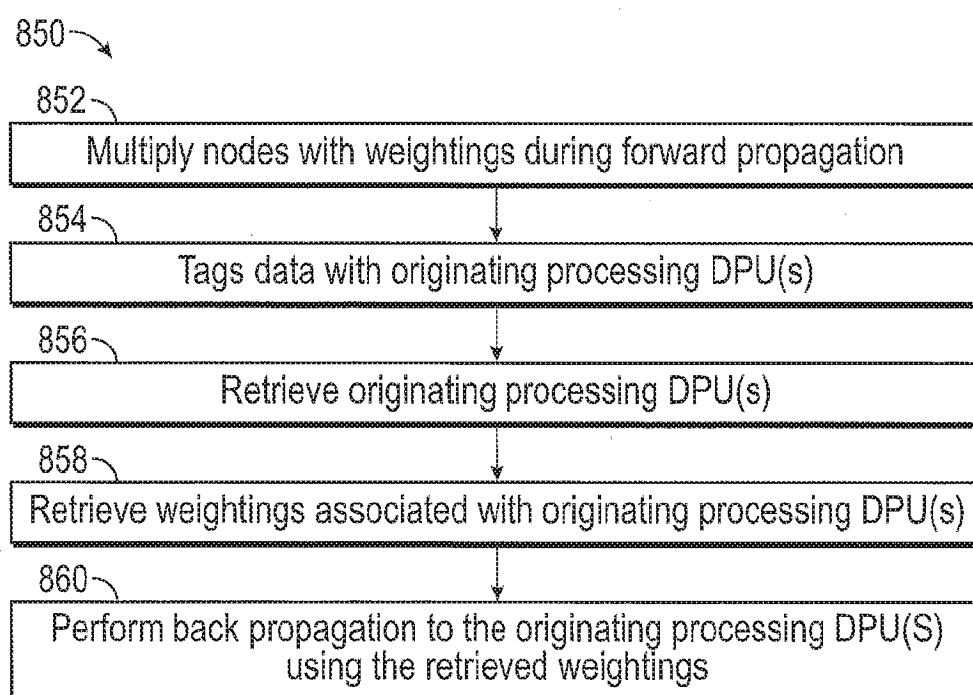 850
852
Multiply nodes with weightings during forward propagation
854
Tags data with originating processing DPU(s)
856
Retrieve originating processing DPU(s)
858
Retrieve weightings associated with originating processing DPU(s)
860
Perform back propagation to the originating processing DPU(S)
using the retrieved weightings